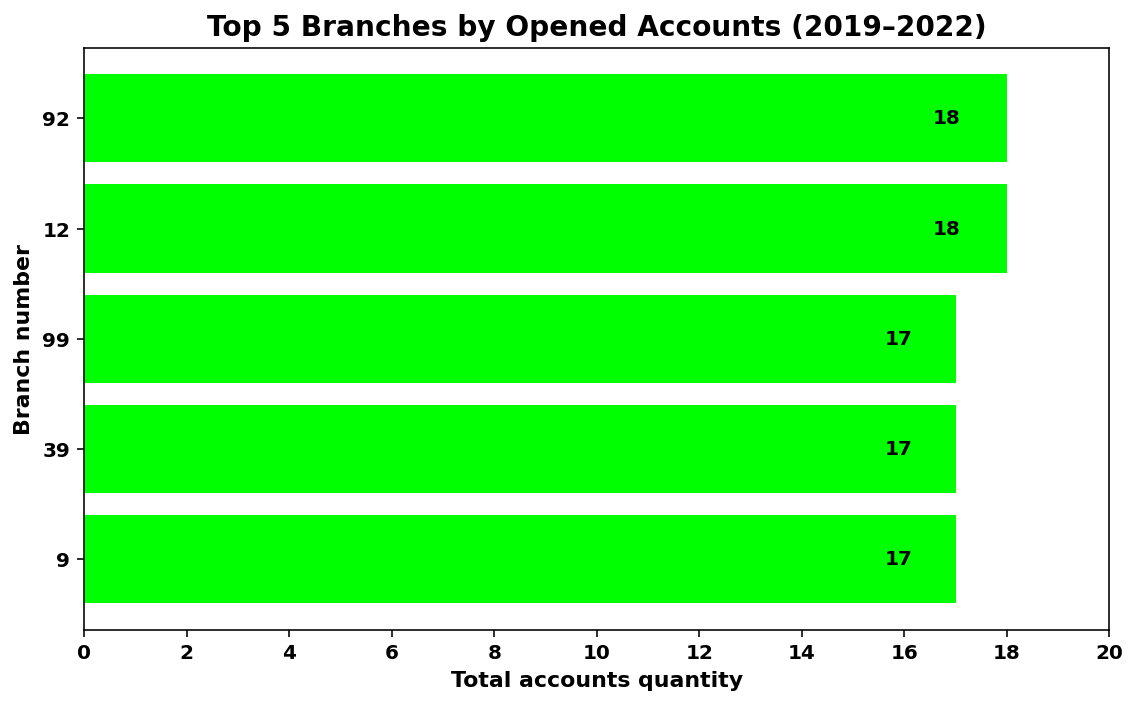 Top 5 Branches by Opened Accounts (2019–2022)
Branch number
92
18
12
18
99
17
39
17
9
17
0 2 4 6 8 10 12 14 16 18 20
Total accounts quantity